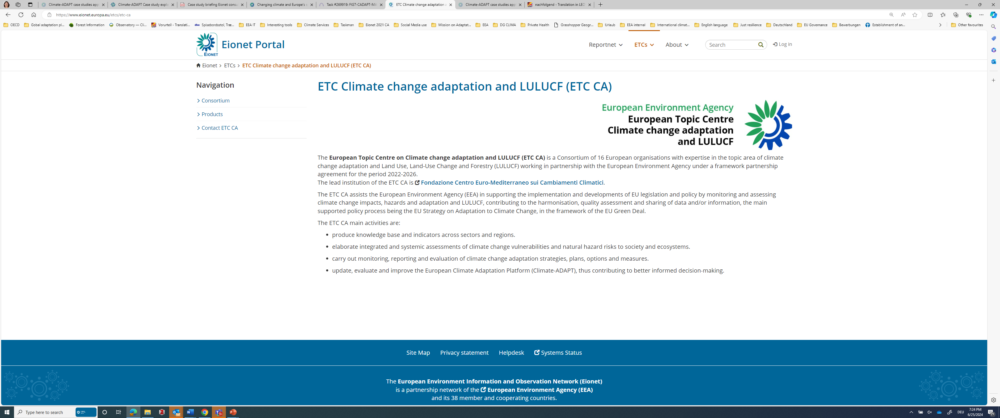 Climate-ADAPT case studies app
Climate-ADAPT Case study explo
Case study briefing Eionet consu
Changing climate and Europe's s
Task #269919: FIG7-CADAPT-MA
ETC Climate change adaptation a
Climate-ADAPT case studies app
nachfolgend - Translation in LEO
https://www.eionet.europa.eu/etcs/etc-ca
OECD
Gobal adaptation pl...
Forest Information
Observatory — Cli...
Vorurteil - Translati...
dba
Spisebordsstol, Træ...
EEA IT
Interesting tools
Climate Services
Taskman
Eionet 2021 CA
Social Media use
Mission on Adaptat...
EEA
DG CLIMA
Private Health
Grasshopper Geogr...
Urlaub
EEA internal
International climat...
English language
Just resilience
Deutschland
EU Governance
Bewerbungen
Establishment of an...
Other favourites
EIONET
Eionet Portal
Reportnet
ETCs
About
Search
Log in
Eionet > ETCs > ETC Climate change adaptation and LULUCF (ETC CA)
Navigation
Consortium
Products
Contact ETC CA
ETC Climate change adaptation and LULUCF (ETC CA)
European Environment Agency
European Topic Centre
Climate change adaptation
and LULUCF
The European Topic Centre on Climate change adaptation and LULUCF (ETC CA) is a Consortium of 16 European organisations with expertise in the topic area of climate
change adaptation and Land Use, Land-Use Change and Forestry (LULUCF) working in partnership with the European Environment Agency under a framework partnership
agreement for the period 2022-2026.
The lead institution of the ETC CA is Fondazione Centro Euro-Mediterraneo sui Cambiamenti Climatici.
The ETC CA assists the European Environment Agency (EEA) in supporting the implementation and developments of EU legislation and policy by monitoring and assessing
climate change impacts, hazards and adaptation and LULUCF, contributing to the harmonisation, quality assessment and sharing of data and/or information, the main
supported policy process being the EU Strategy on Adaptation to Climate Change, in the framework of the EU Green Deal.
The ETC CA main activities are:
• produce knowledge base and indicators across sectors and regions.
• elaborate integrated and systemic assessments of climate change vulnerabilities and natural hazard risks to society and ecosystems.
• carry out monitoring, reporting and evaluation of climate change adaptation strategies, plans, options and measures.
• update, evaluate and improve the European Climate Adaptation Platform (Climate-ADAPT), thus contributing to better informed decision-making.
Site Map
Privacy statement
Helpdesk
Systems Status
The European Environment Information and Observation Network (Eionet)
is a partnership network of the European Environment Agency (EEA)
and its 38 member and cooperating countries.
Type here to search
DEU
7:24 PM
6/25/2024
21